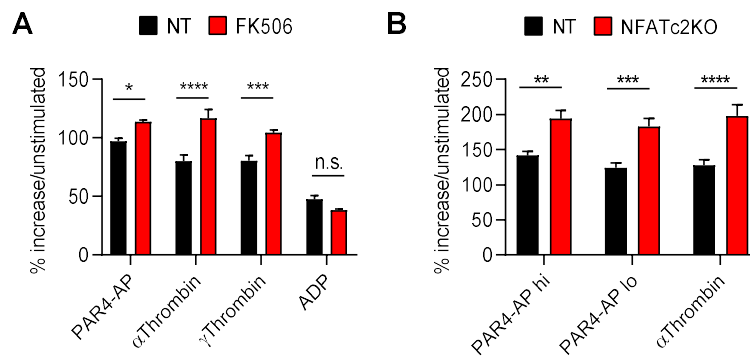 A
NT
FK506
% increase/unstimulated
150
100
50
0
*
****
***
n.s.
PAR4-AP
αThrombin
γThrombin
ADP
B
NT
NFATc2KO
% increase/unstimulated
250
200
150
100
50
0
**
***
****
PAR4-AP hi
PAR4-AP lo
αThrombin